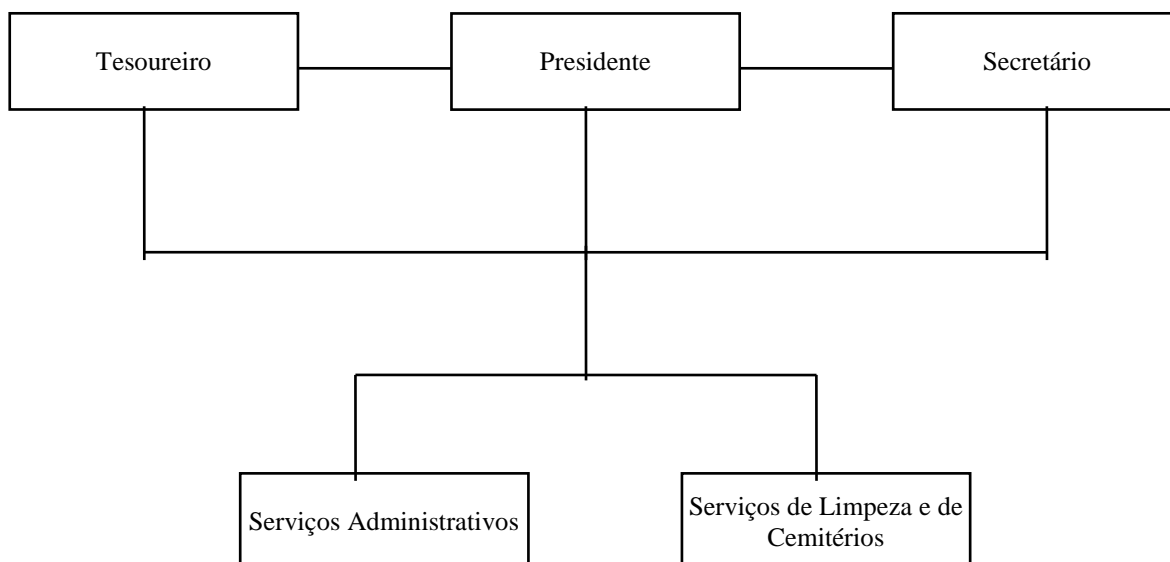 Tesoureiro
Presidente
Secretário
Serviços Administrativos
Serviços de Limpeza e de
Cemitérios